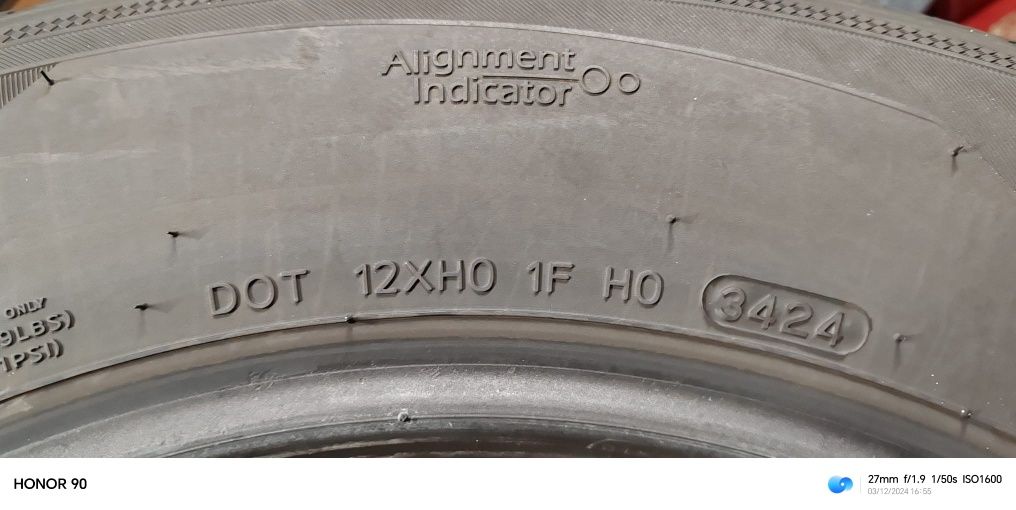 Alignment
Indicator
DOT 12XH0 1F H0 3424
ONLY
9LBS)
1PSI)
HONOR 90
27mm f/1.9 1/50s ISO1600
03/12/2024 16:55